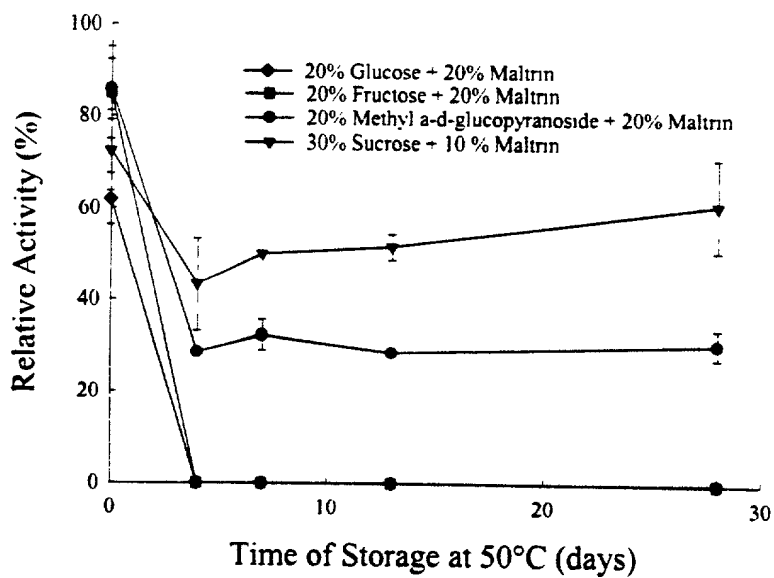 100
80
60
40
20
0
Relative Activity (%)
20% Glucose + 20% Maltrin
20% Fructose + 20% Maltrin
20% Methyl a-d-glucopyranoside + 20% Maltrin
30% Sucrose + 10 % Maltrin
0 10 20 30
Time of Storage at 50°C (days)